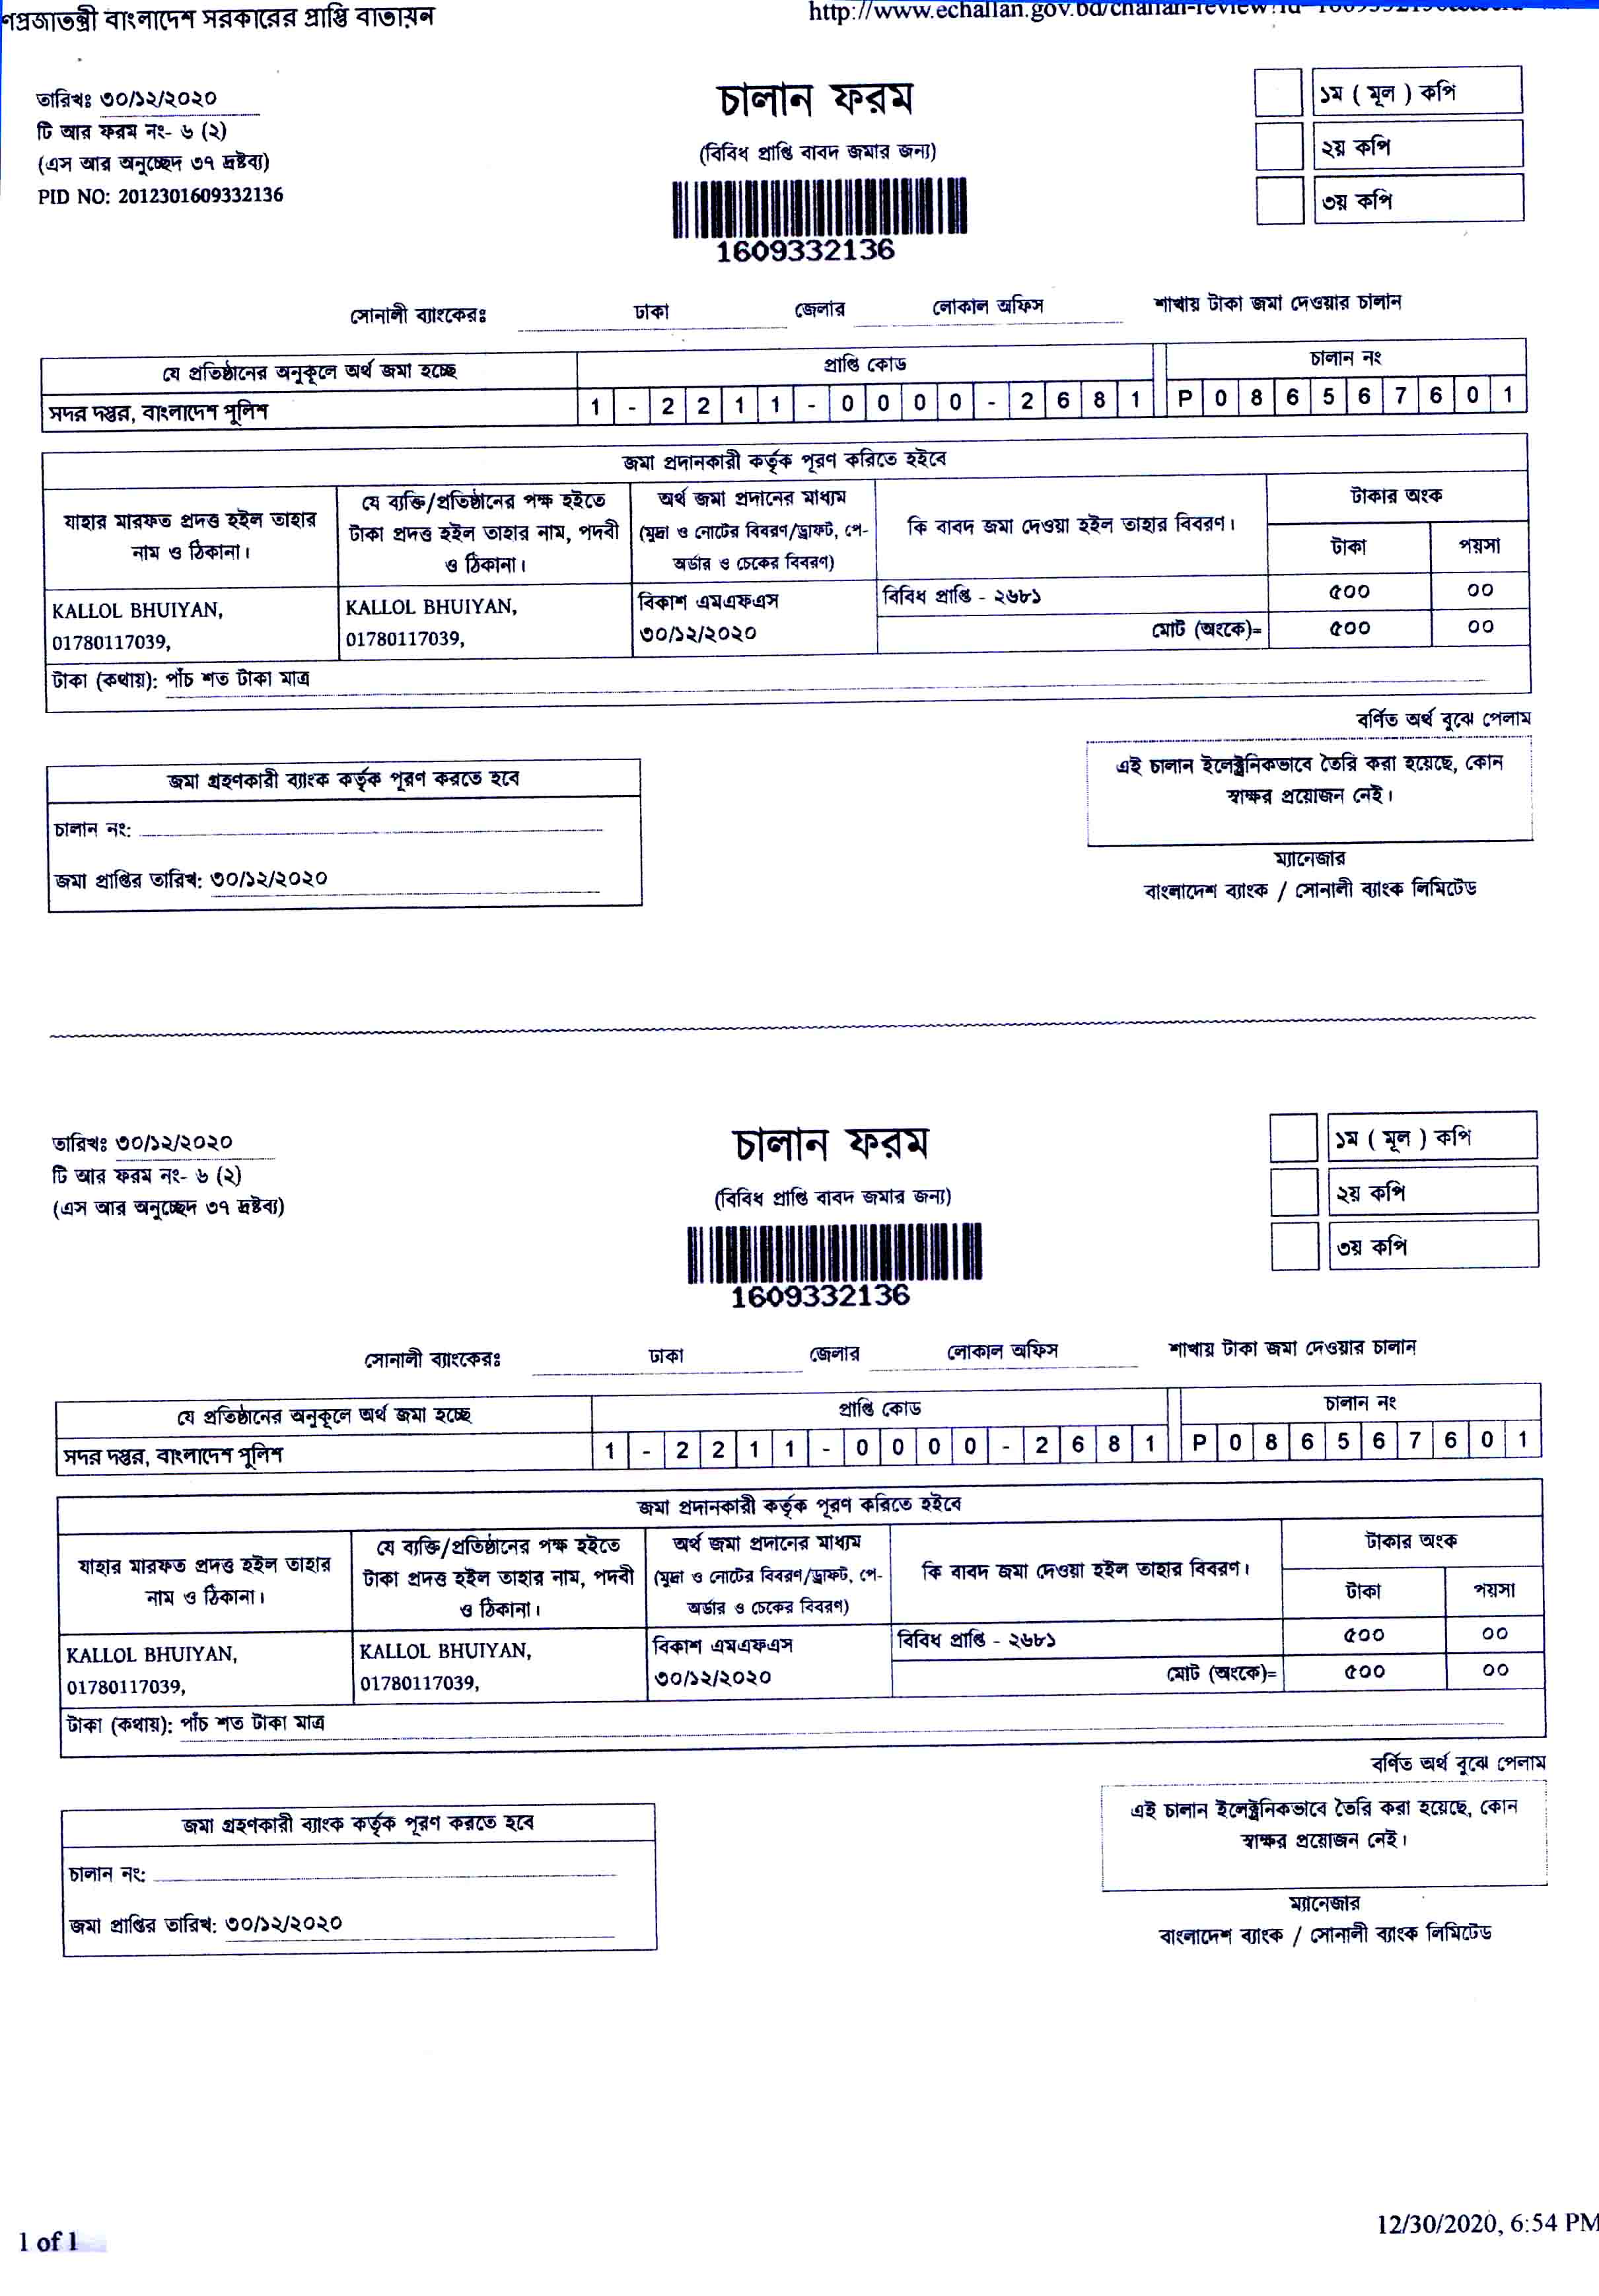 ণপ্রজাতন্ত্রী বাংলাদেশ সরকারের প্রাপ্তি বাতায়ন
http://www.echallan.gov.bd/challan-review?id=1609332136
তারিখঃ ৩০/১২/২০২০
টি আর ফরম নং- ৬ (২)
(এস আর অনুচ্ছেদ ৩৭ দ্রষ্টব্য)
PID NO: 2012301609332136
চালান ফরম
(বিবিধ প্রাপ্তি বাবদ জমার জন্য)
1609332136
১ম ( মূল ) কপি
২য় কপি
৩য় কপি
সোনালী ব্যাংকেরঃ ঢাকা জেলার লোকাল অফিস শাখায় টাকা জমা দেওয়ার চালান
যে প্রতিষ্ঠানের অনুকূলে অর্থ জমা হচ্ছে প্রাপ্তি কোড চালান নং
সদর দপ্তর, বাংলাদেশ পুলিশ 1 - 2 2 1 1 - 0 0 0 0 - 2 6 8 1 P 0 8 6 5 6 7 6 0 1
জমা প্রদানকারী কর্তৃক পূরণ করিতে হইবে
যাহার মারফত প্রদত্ত হইল তাহার
নাম ও ঠিকানা।
যে ব্যক্তি/প্রতিষ্ঠানের পক্ষ হইতে
টাকা প্রদত্ত হইল তাহার নাম, পদবী
ও ঠিকানা।
অর্থ জমা প্রদানের মাধ্যম
(মুদ্রা ও নোটের বিবরণ/ড্রাফট, পে-
অর্ডার ও চেকের বিবরণ)
কি বাবদ জমা দেওয়া হইল তাহার বিবরণ।
টাকার অংক
টাকা পয়সা
KALLOL BHUIYAN,
01780117039,
KALLOL BHUIYAN,
01780117039,
বিকাশ এমএফএস
৩০/১২/২০২০
বিবিধ প্রাপ্তি - ২৬৮১ ৫০০ ০০
মোট (অংকে)= ৫০০ ০০
টাকা (কথায়): পাঁচ শত টাকা মাত্র
বর্ণিত অর্থ বুঝে পেলাম
জমা গ্রহণকারী ব্যাংক কর্তৃক পূরণ করতে হবে
চালান নং:
জমা প্রাপ্তির তারিখ: ৩০/১২/২০২০
এই চালান ইলেক্ট্রনিকভাবে তৈরি করা হয়েছে, কোন
স্বাক্ষর প্রয়োজন নেই।
ম্যানেজার
বাংলাদেশ ব্যাংক / সোনালী ব্যাংক লিমিটেড
তারিখঃ ৩০/১২/২০২০
টি আর ফরম নং- ৬ (২)
(এস আর অনুচ্ছেদ ৩৭ দ্রষ্টব্য)
চালান ফরম
(বিবিধ প্রাপ্তি বাবদ জমার জন্য)
1609332136
১ম ( মূল ) কপি
২য় কপি
৩য় কপি
সোনালী ব্যাংকেরঃ ঢাকা জেলার লোকাল অফিস শাখায় টাকা জমা দেওয়ার চালান
যে প্রতিষ্ঠানের অনুকূলে অর্থ জমা হচ্ছে প্রাপ্তি কোড চালান নং
সদর দপ্তর, বাংলাদেশ পুলিশ 1 - 2 2 1 1 - 0 0 0 0 - 2 6 8 1 P 0 8 6 5 6 7 6 0 1
জমা প্রদানকারী কর্তৃক পূরণ করিতে হইবে
যাহার মারফত প্রদত্ত হইল তাহার
নাম ও ঠিকানা।
যে ব্যক্তি/প্রতিষ্ঠানের পক্ষ হইতে
টাকা প্রদত্ত হইল তাহার নাম, পদবী
ও ঠিকানা।
অর্থ জমা প্রদানের মাধ্যম
(মুদ্রা ও নোটের বিবরণ/ড্রাফট, পে-
অর্ডার ও চেকের বিবরণ)
কি বাবদ জমা দেওয়া হইল তাহার বিবরণ।
টাকার অংক
টাকা পয়সা
KALLOL BHUIYAN,
01780117039,
KALLOL BHUIYAN,
01780117039,
বিকাশ এমএফএস
৩০/১২/২০২০
বিবিধ প্রাপ্তি - ২৬৮১ ৫০০ ০০
মোট (অংকে)= ৫০০ ০০
টাকা (কথায়): পাঁচ শত টাকা মাত্র
বর্ণিত অর্থ বুঝে পেলাম
জমা গ্রহণকারী ব্যাংক কর্তৃক পূরণ করতে হবে
চালান নং:
জমা প্রাপ্তির তারিখ: ৩০/১২/২০২০
এই চালান ইলেক্ট্রনিকভাবে তৈরি করা হয়েছে, কোন
স্বাক্ষর প্রয়োজন নেই।
ম্যানেজার
বাংলাদেশ ব্যাংক / সোনালী ব্যাংক লিমিটেড
1 of 1
12/30/2020, 6:54 PM